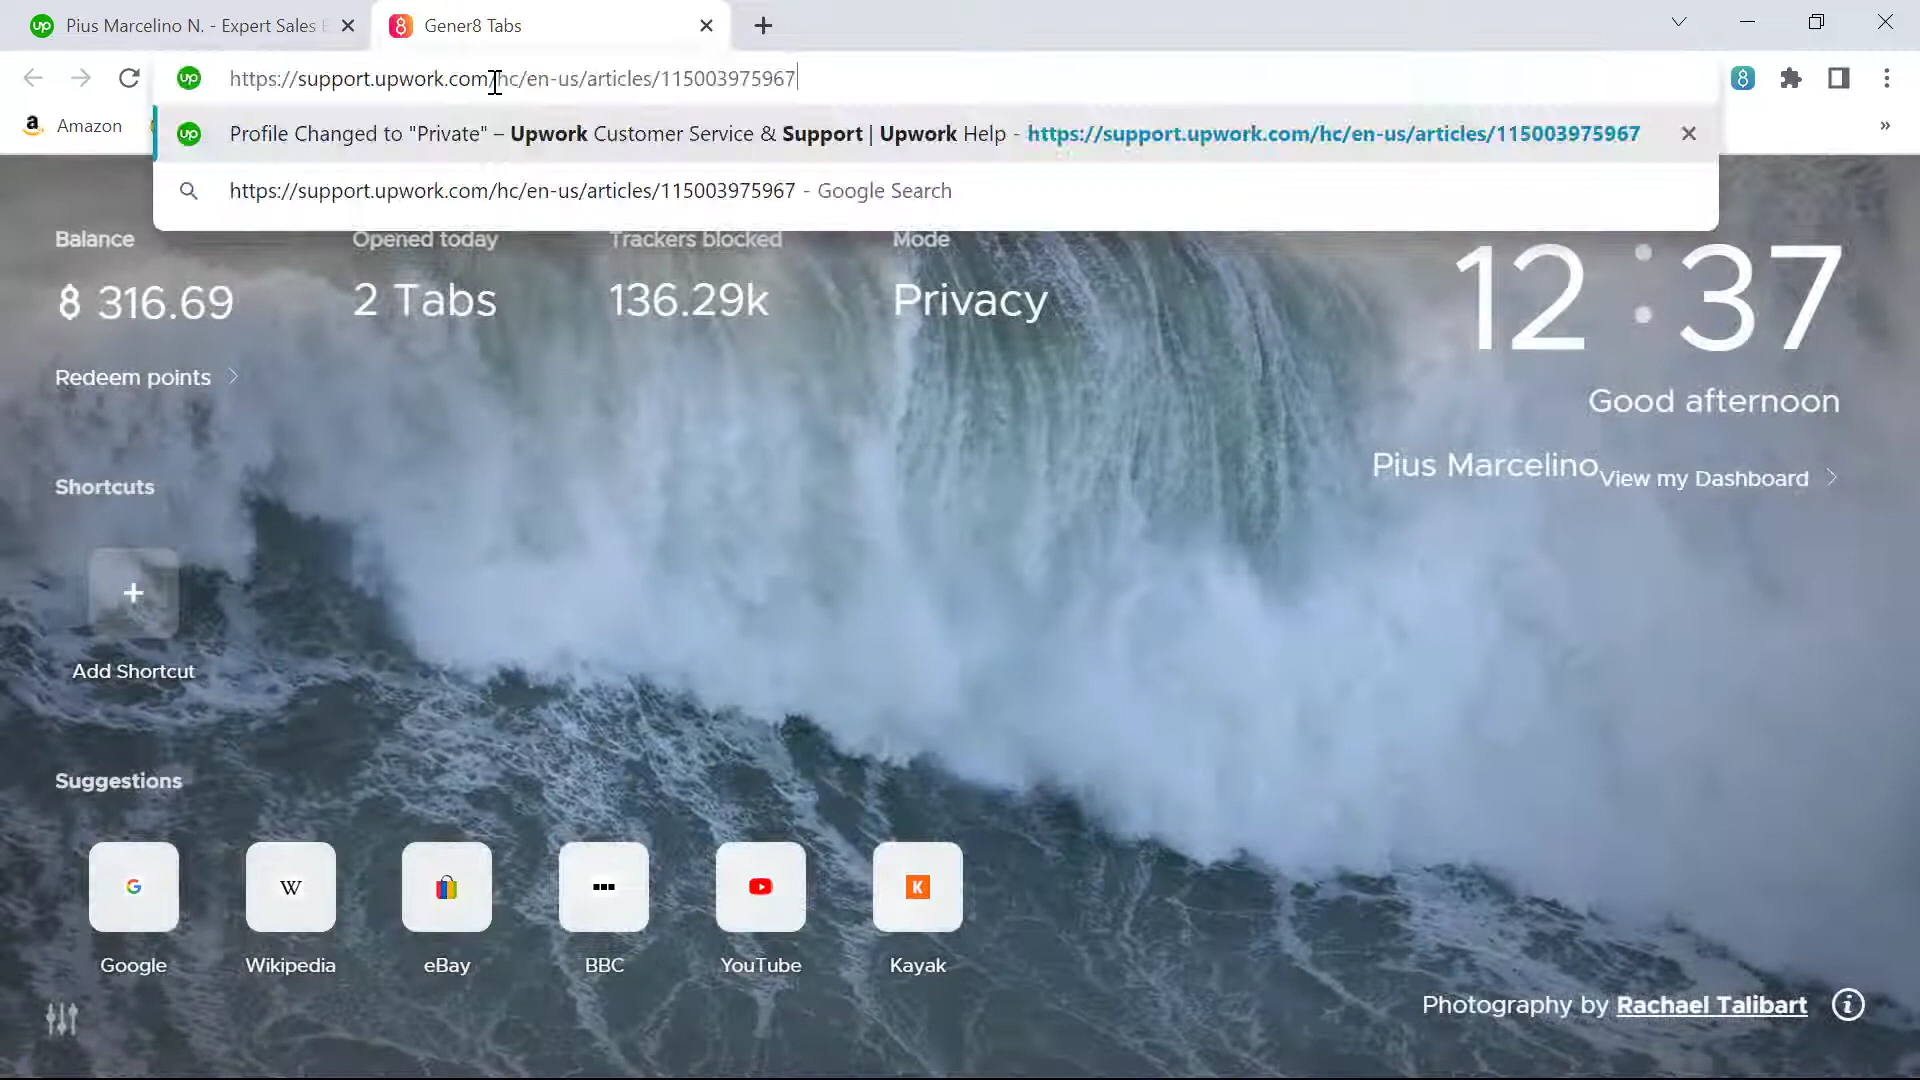 Pius Marcelino N. - Expert Sales
Gener8 Tabs
https://support.upwork.com/hc/en-us/articles/115003975967
Amazon
Profile Changed to "Private" – Upwork Customer Service & Support | Upwork Help - https://support.upwork.com/hc/en-us/articles/115003975967
https://support.upwork.com/hc/en-us/articles/115003975967 - Google Search
»
Balance
Opened today
Trackers blocked
Mode
316.69
2 Tabs
136.29k
Privacy
12:37
Redeem points
Good afternoon
Pius Marcelino
View my Dashboard
Shortcuts
+
Add Shortcut
Suggestions
G
W
K
Google
Wikipedia
eBay
BBC
YouTube
Kayak
Photography by Rachael Talibart